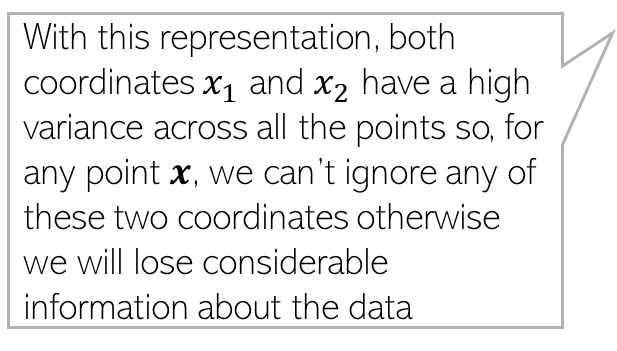 With this representation, both
coordinates x₁ and x₂ have a high
variance across all the points so, for
any point x, we can't ignore any of
these two coordinates otherwise
we will lose considerable
information about the data